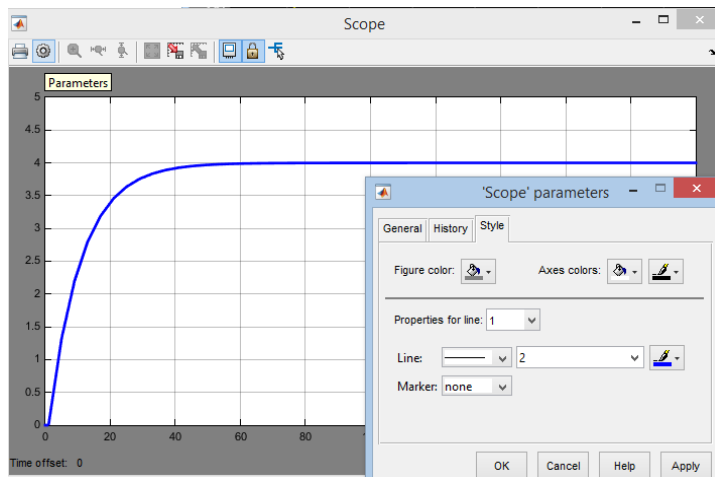 Scope
Parameters
5
4.5
4
3.5
3
2.5
2
1.5
1
0.5
0
0 20 40 60 80
Time offset: 0
'Scope' parameters
General History Style
Figure color: Axes colors:
Properties for line: 1
Line: 2
Marker: none
OK Cancel Help Apply